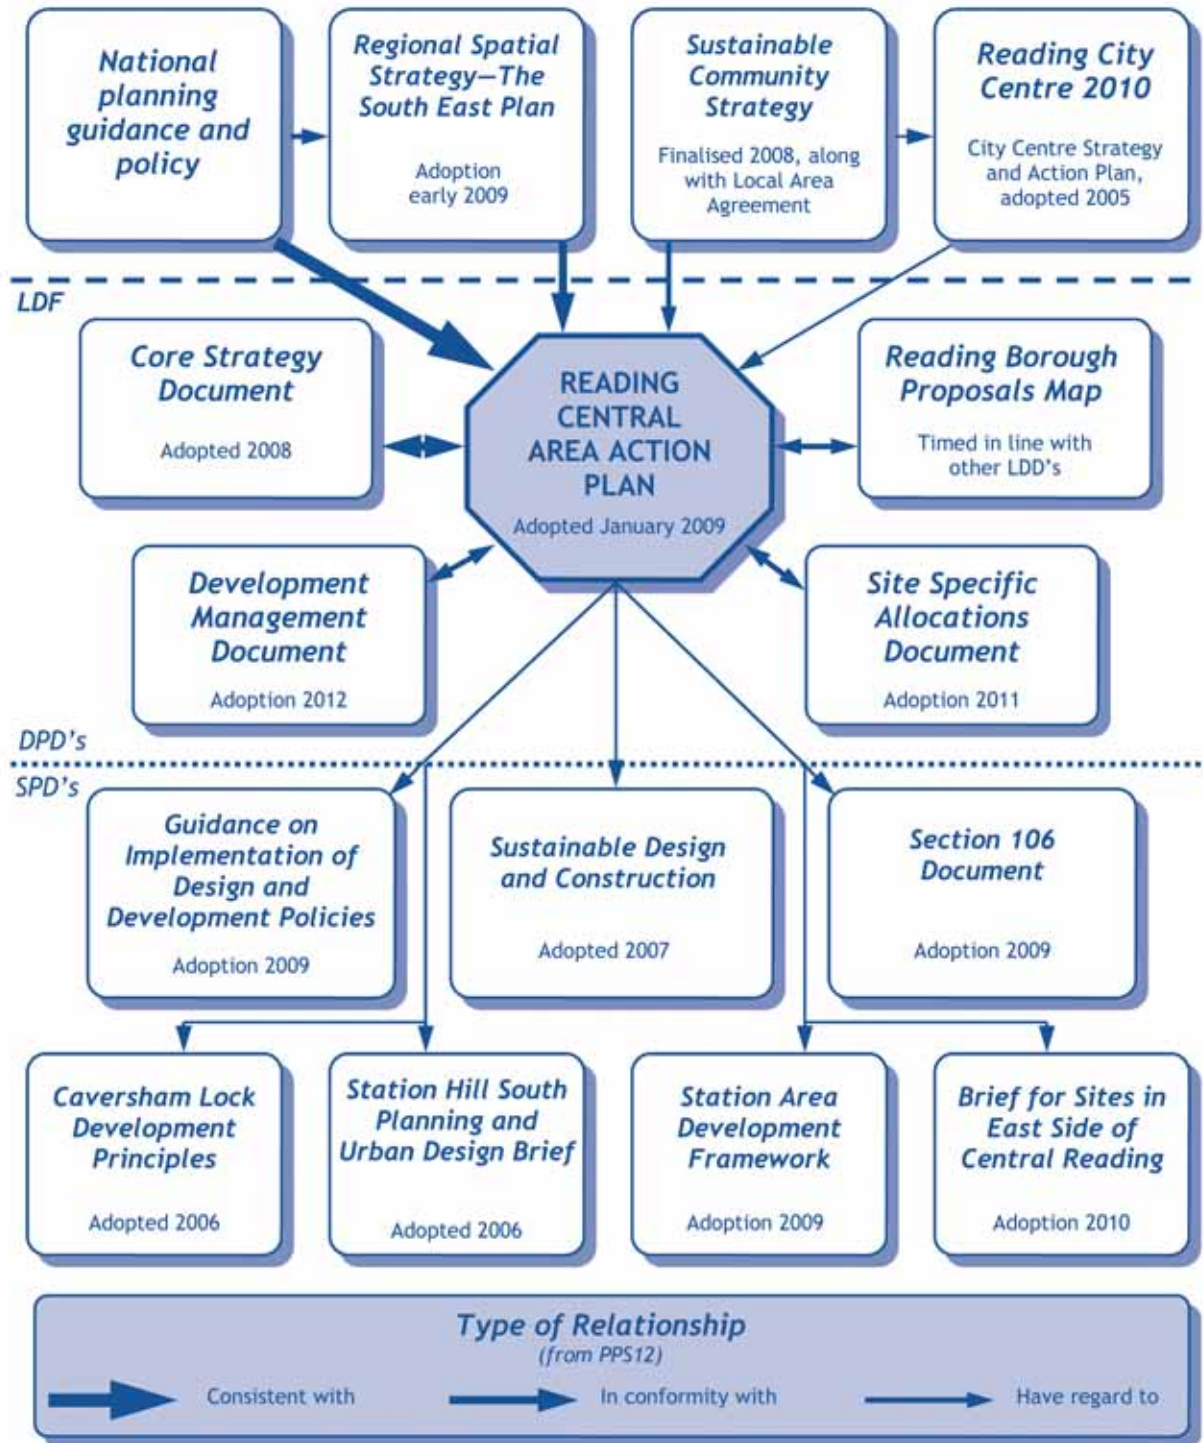 National
planning
guidance and
policy
Regional Spatial
Strategy—The
South East Plan
Adoption
early 2009
Sustainable
Community
Strategy
Finalised 2008, along
with Local Area
Agreement
Reading City
Centre 2010
City Centre Strategy
and Action Plan,
adopted 2005
LDF
Core Strategy
Document
Adopted 2008
READING
CENTRAL
AREA ACTION
PLAN
Adopted January 2009
Reading Borough
Proposals Map
Timed in line with
other LDD's
Development
Management
Document
Adoption 2012
Site Specific
Allocations
Document
Adoption 2011
DPD's
SPD's
Guidance on
Implementation of
Design and
Development Policies
Adoption 2009
Sustainable Design
and Construction
Adopted 2007
Section 106
Document
Adoption 2009
Caversham Lock
Development
Principles
Adopted 2006
Station Hill South
Planning and
Urban Design Brief
Adopted 2006
Station Area
Development
Framework
Adoption 2009
Brief for Sites in
East Side of
Central Reading
Adoption 2010
Type of Relationship
(from PPS12)
Consistent with
In conformity with
Have regard to